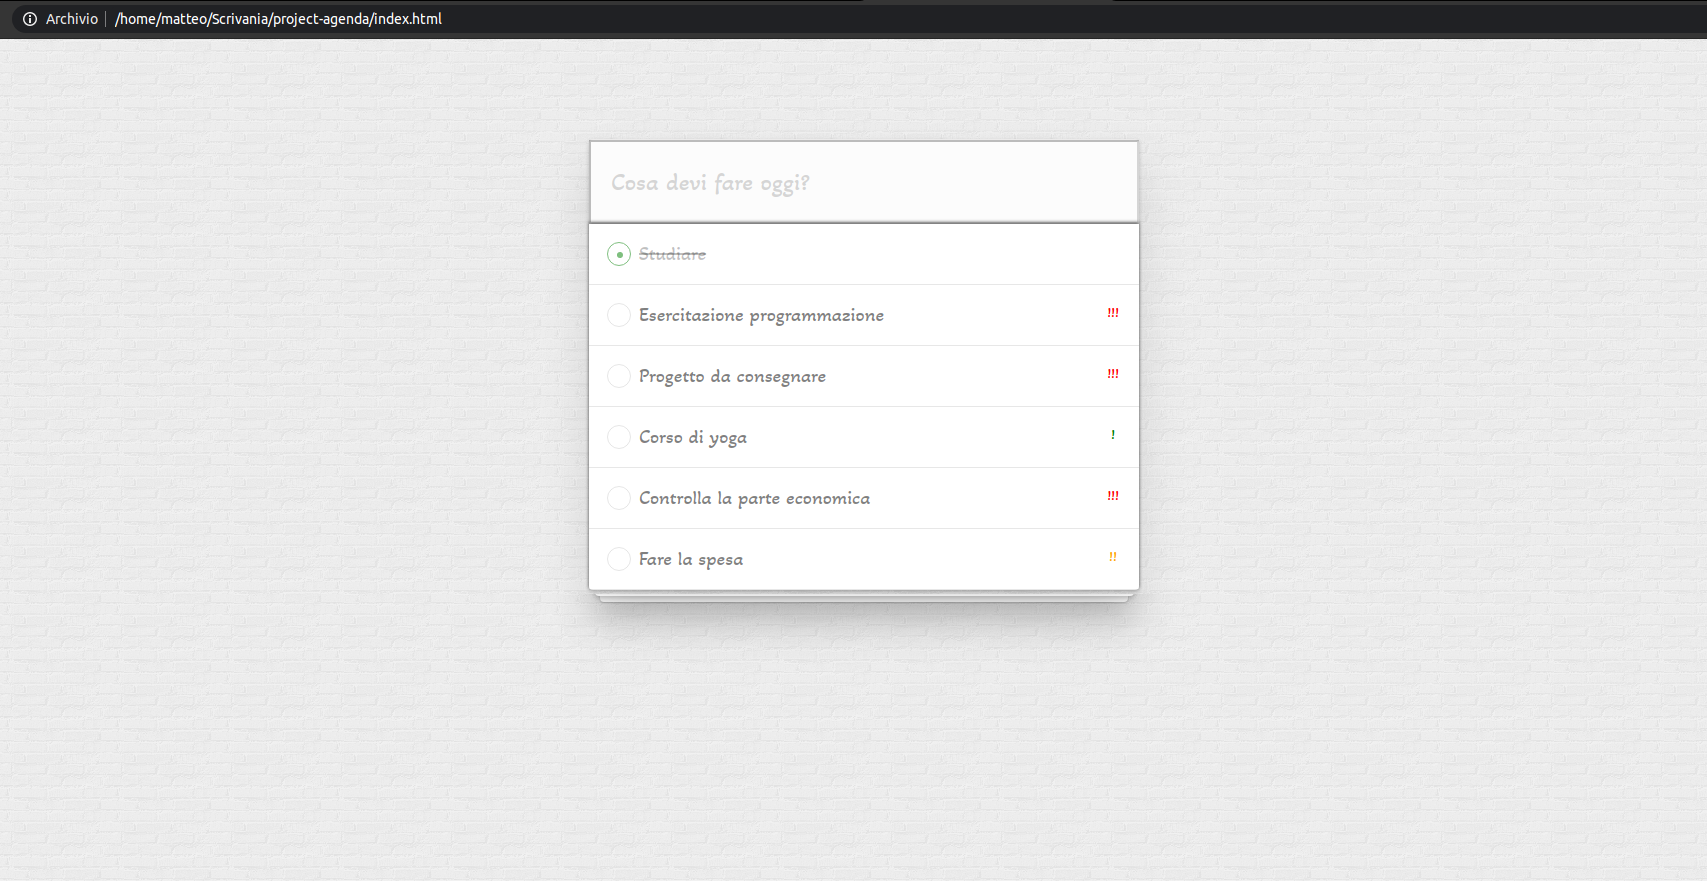 Archivio | /home/matteo/Scrivania/project-agenda/index.html
Cosa devi fare oggi?
Studiare
Esercitazione programmazione !!!
Progetto da consegnare !!!
Corso di yoga !
Controlla la parte economica !!!
Fare la spesa !!